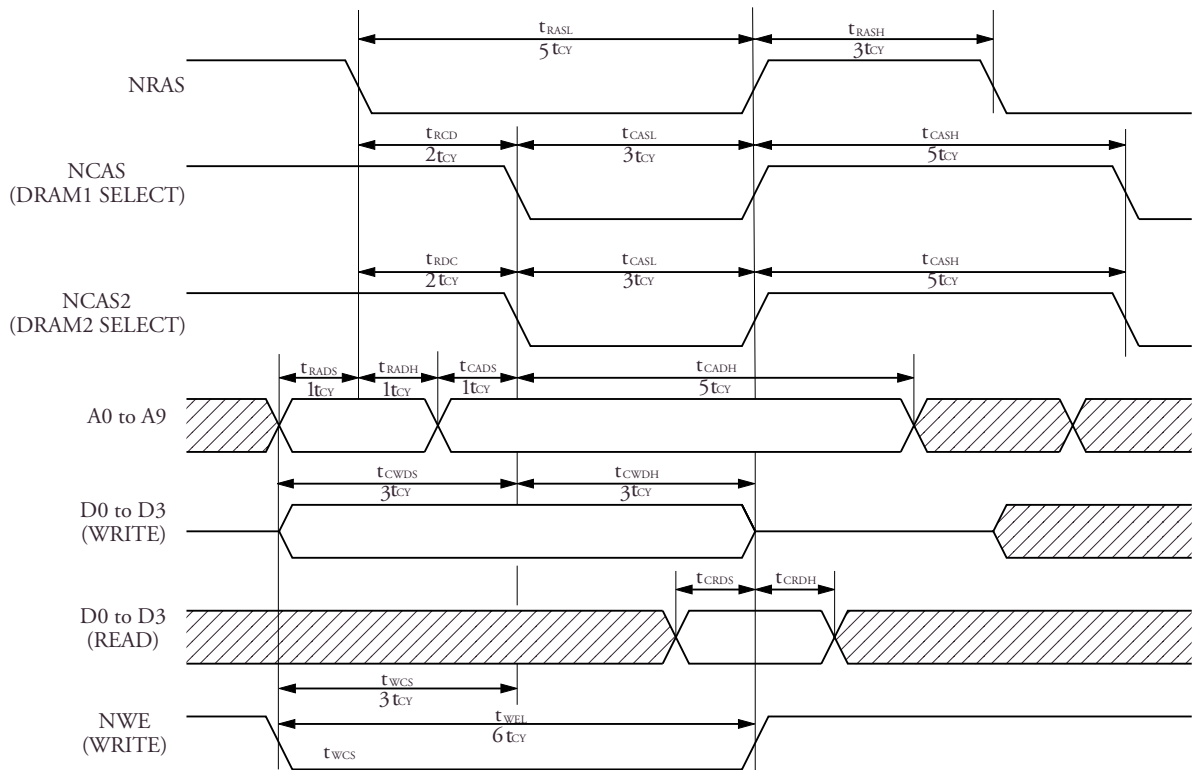 tRASL tRASH
5tCY 3tCY
NRAS
tRCD tCASL tCASH
2tCY 3tCY 5tCY
NCAS
(DRAM1 SELECT)
tRDC tCASL tCASH
2tCY 3tCY 5tCY
NCAS2
(DRAM2 SELECT)
tRADS tRADH tCADS tCADH
1tCY 1tCY 1tCY 5tCY
A0 to A9
tCWDS tCWDH
3tCY 3tCY
D0 to D3
(WRITE)
tCRDS tCRDH
D0 to D3
(READ)
tWCS
3tCY
NWE
(WRITE)
tWEL
6tCY
tWCS